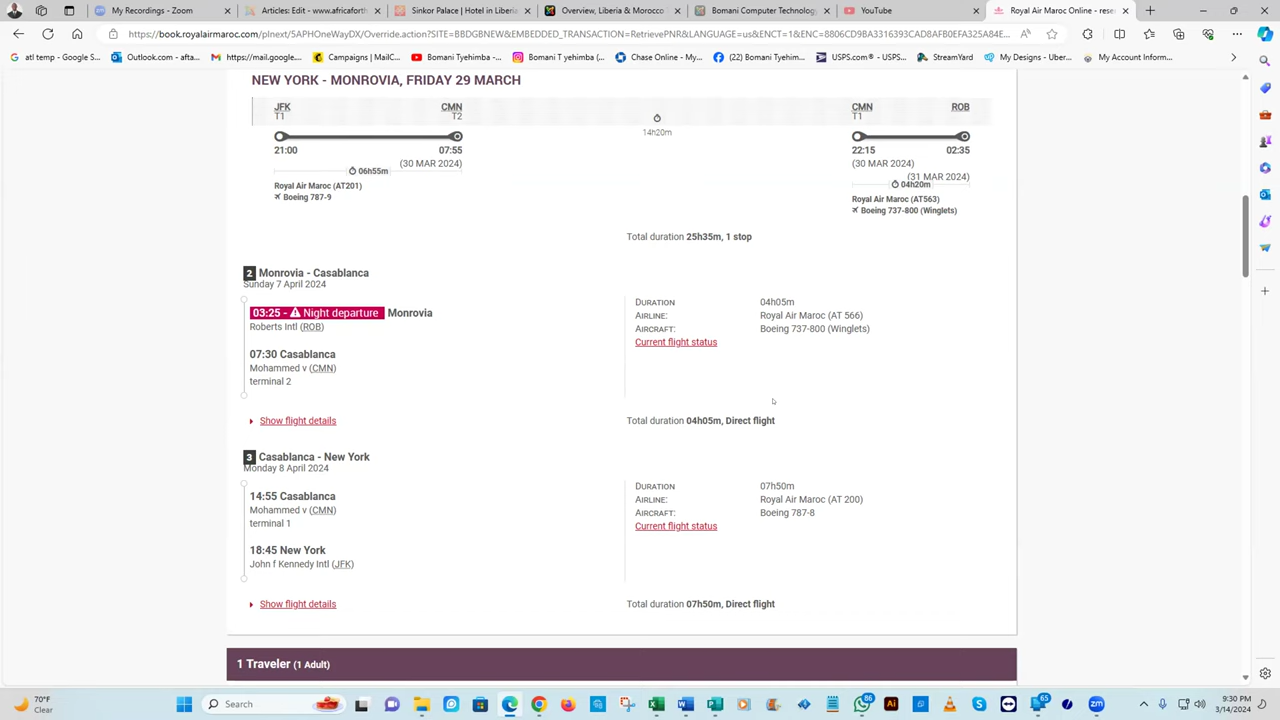 My Recordings - Zoom
Articles Edit - wavesforafrican
Sinkor Palace | Hotel in Liberia
Overview, Liberia & Morocco
Bomani Computer Technology
YouTube
Royal Air Maroc Online - rese
https://book.royalairmaroc.com/plnext/5APHOneWayDX/Override.action?SITE=BBDGBNEW&EMBEDDED_TRANSACTION=RetrievePNR&LANGUAGE=us&ENCT=1&ENC=8806CD9BA3316393CAD8AFB0EFA325A84E...
atl temp - Google S...
Outlook.com - afta...
https://mail.google...
Campaigns | MailC...
Bomani Tyehimba -...
Bomani T yehimba (...
Chase Online - My...
(22) Bomani Tyehim...
USPS.com® - USPS...
StreamYard
My Designs - Uber...
My Account Inform...
NEW YORK - MONROVIA, FRIDAY 29 MARCH
JFK
T1
CMN
T2
14h20m
CMN
T1
ROB
21:00
07:55
(30 MAR 2024)
22:15
(30 MAR 2024)
02:35
(31 MAR 2024)
06h55m
04h20m
Royal Air Maroc (AT201)
Boeing 787-9
Royal Air Maroc (AT563)
Boeing 737-800 (Winglets)
Total duration 25h35m, 1 stop
2 Monrovia - Casablanca
Sunday 7 April 2024
03:25 - Night departure Monrovia
Roberts Intl (ROB)
07:30 Casablanca
Mohammed v (CMN)
terminal 2
DURATION 04h05m
AIRLINE: Royal Air Maroc (AT 566)
AIRCRAFT: Boeing 737-800 (Winglets)
Current flight status
Show flight details
Total duration 04h05m, Direct flight
3 Casablanca - New York
Monday 8 April 2024
14:55 Casablanca
Mohammed v (CMN)
terminal 1
18:45 New York
John f Kennedy Intl (JFK)
DURATION 07h50m
AIRLINE: Royal Air Maroc (AT 200)
AIRCRAFT: Boeing 787-8
Current flight status
Show flight details
Total duration 07h50m, Direct flight
1 Traveler (1 Adult)
70°F
Clear
Search
86
65
zm
9:30 PM
3/14/2024